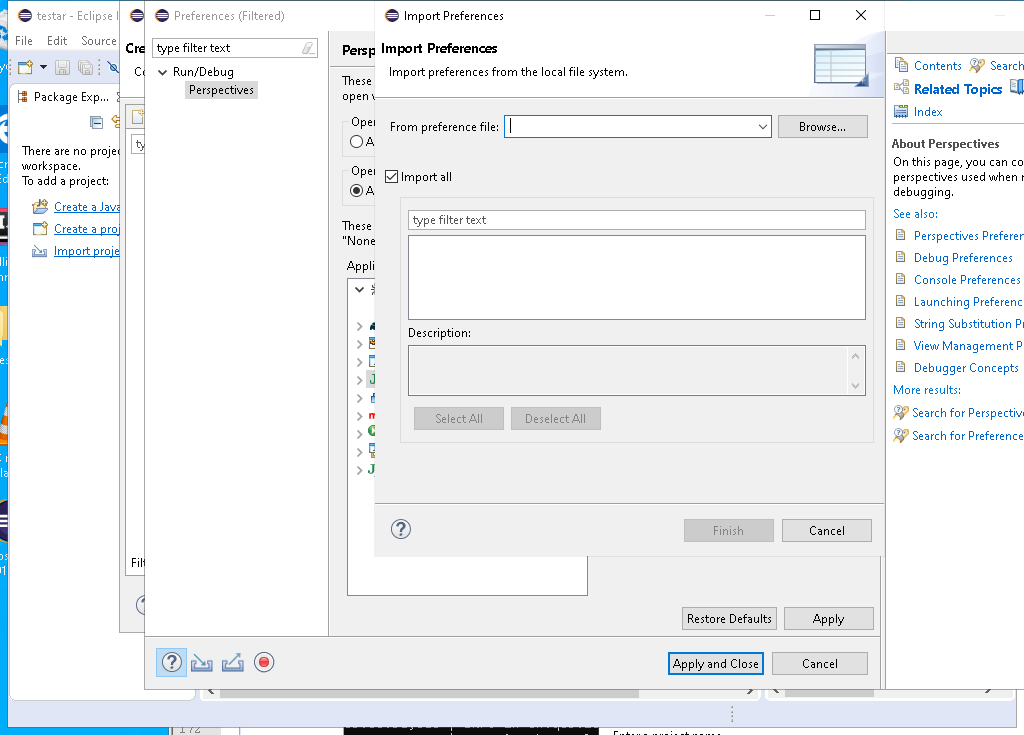 testar - Eclipse I
File Edit Source
Package Exp...
There are no proje
workspace.
To add a project:
Create a Java
Create a proj
Import proje
Cre
Filt
Preferences (Filtered)
type filter text
Run/Debug
Perspectives
Persp
These
open v
Oper
A
Oper
A
These
"None
Appli
Restore Defaults
Apply
Apply and Close
Cancel
Import Preferences
Import Preferences
Import preferences from the local file system.
From preference file:
Browse...
Import all
type filter text
Description:
Select All
Deselect All
Finish
Cancel
Contents
Search
Related Topics
Index
About Perspectives
On this page, you can co
perspectives used when r
debugging.
See also:
Perspectives Preferen
Debug Preferences
Console Preferences
Launching Preferenc
String Substitution Pr
View Management P
Debugger Concepts
More results:
Search for Perspective
Search for Preference
172